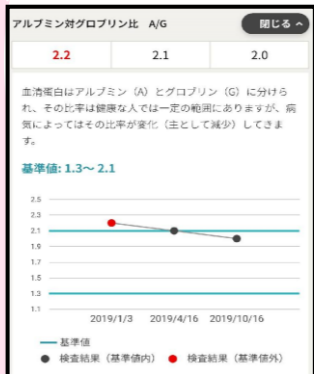 アルブミン対グロブリン比 A/G
閉じる
2.2 2.1 2.0
血清蛋白はアルブミン（A）とグロブリン（G）に分けら
れ、その比率は健康な人では一定の範囲にありますが、病
気によってはその比率が変化（主として減少）してきま
す。
基準値: 1.3〜 2.1
2.5
2.3
2.1
1.9
1.7
1.5
1.3
1.1
2019/1/3 2019/4/16 2019/10/16
基準値
検査結果（基準値内） 検査結果（基準値外）